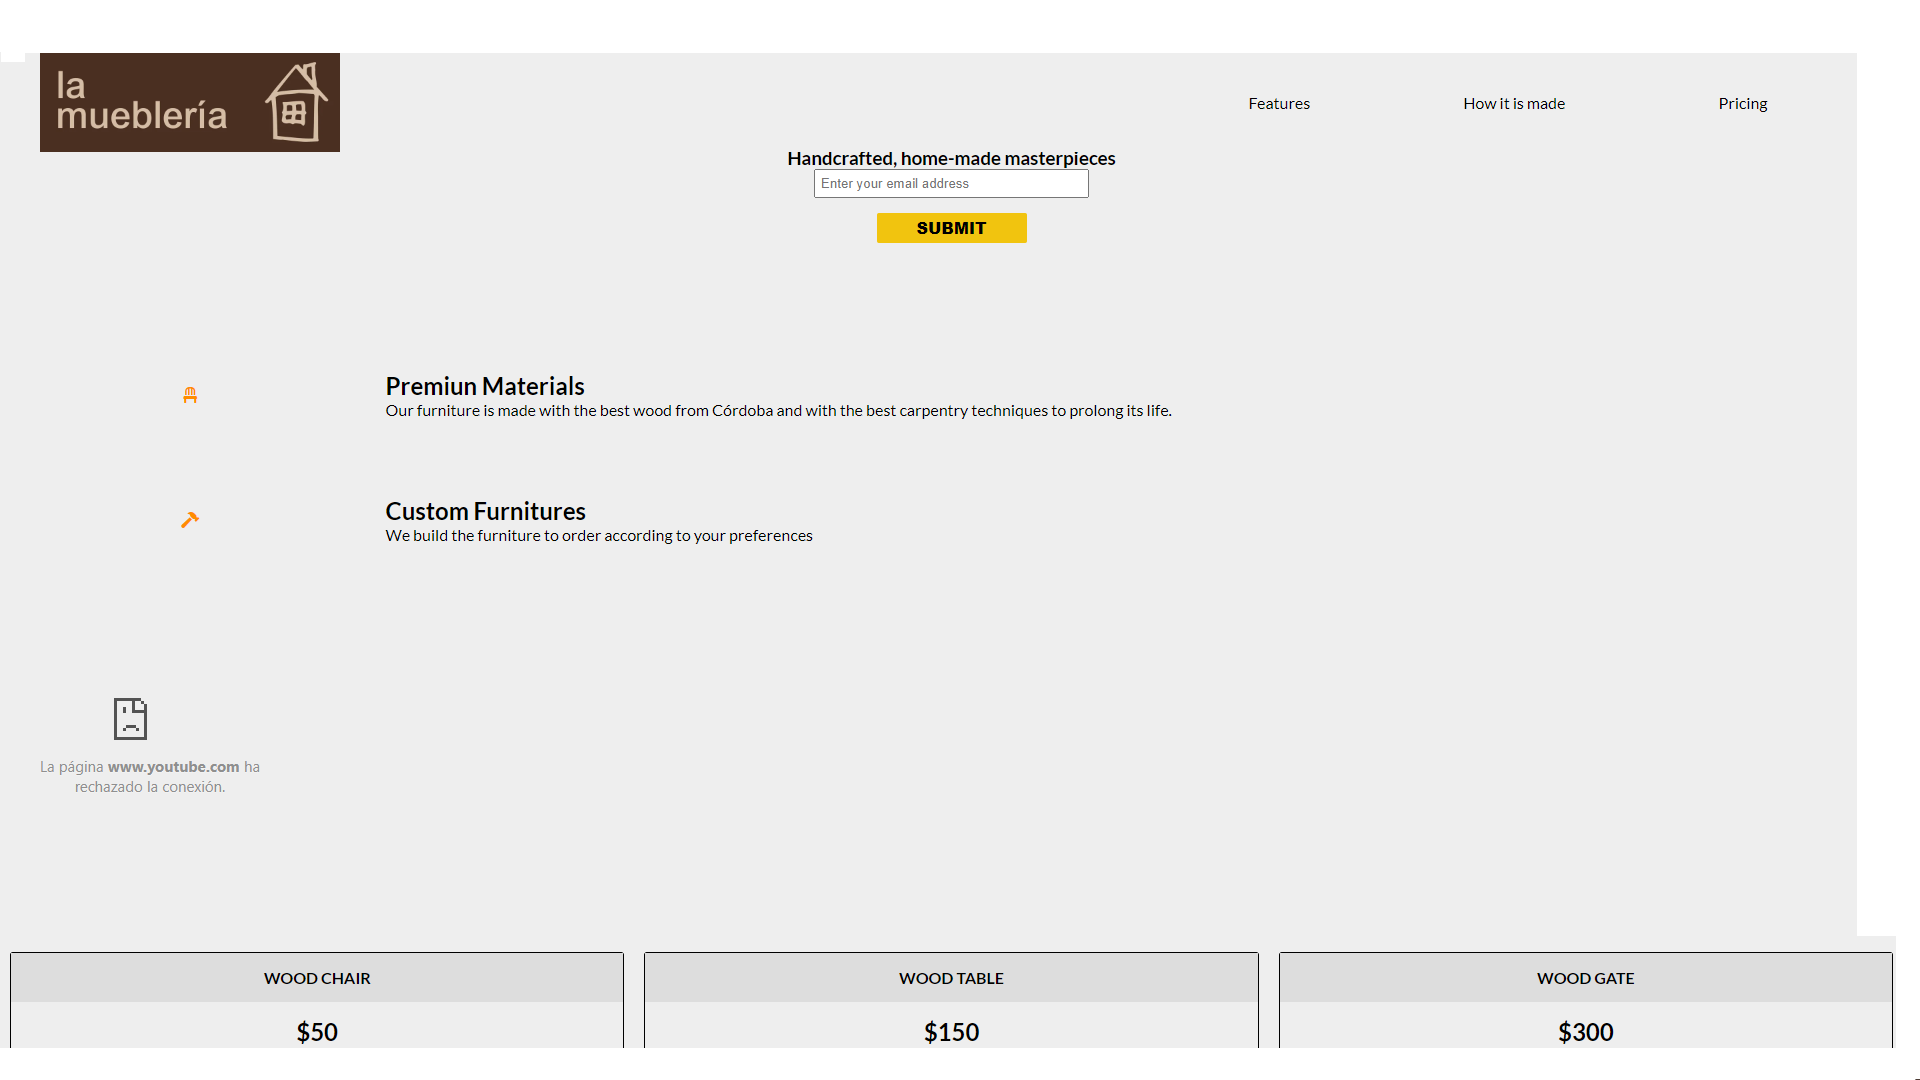 la
mueblería
Features
How it is made
Pricing
Handcrafted, home-made masterpieces
Enter your email address
SUBMIT
Premiun Materials
Our furniture is made with the best wood from Córdoba and with the best carpentry techniques to prolong its life.
Custom Furnitures
We build the furniture to order according to your preferences
La página www.youtube.com ha
rechazado la conexión.
WOOD CHAIR
$50
WOOD TABLE
$150
WOOD GATE
$300